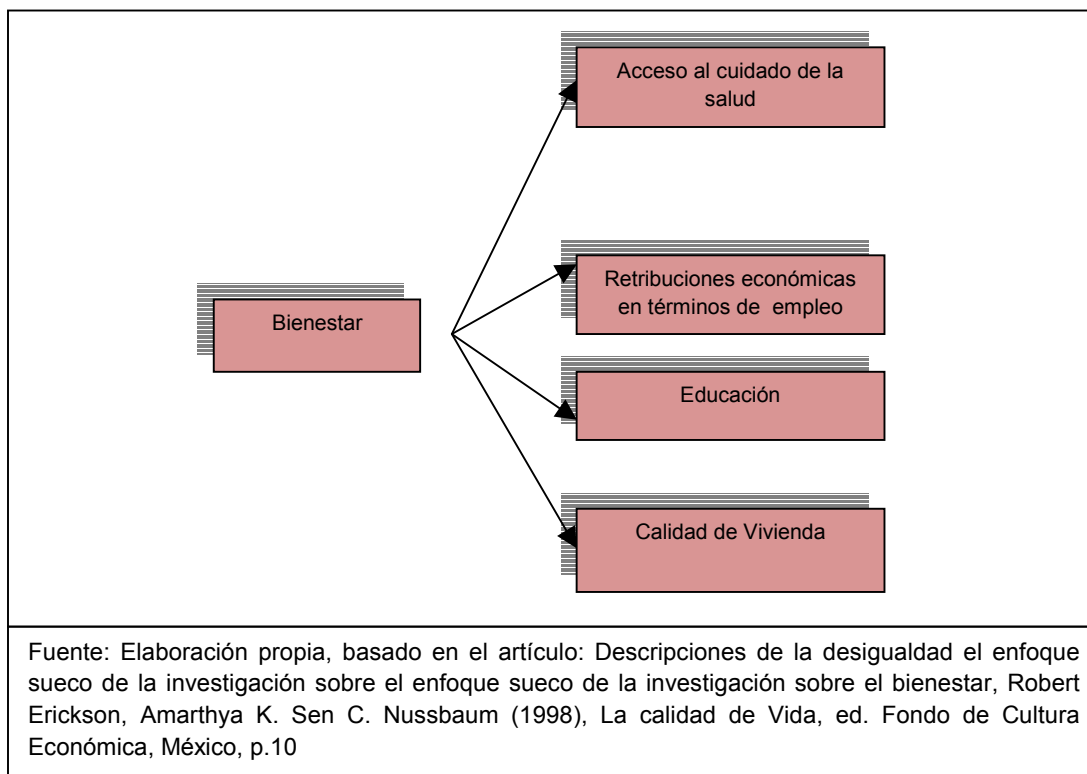 Acceso al cuidado de la
salud
Retribuciones económicas
en términos de empleo
Bienestar
Educación
Calidad de Vivienda
Fuente: Elaboración propia, basado en el artículo: Descripciones de la desigualdad el enfoque
sueco de la investigación sobre el enfoque sueco de la investigación sobre el bienestar, Robert
Erickson, Amarthya K. Sen C. Nussbaum (1998), La calidad de Vida, ed. Fondo de Cultura
Económica, México, p.10